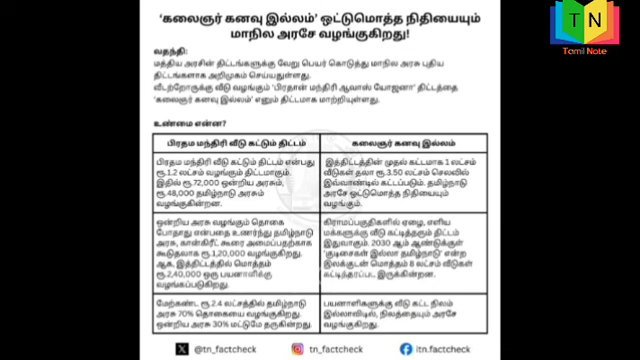 ‘கலைஞர் கனவு இல்லம்’ ஒட்டுமொத்த நிதியையும்
மாநில அரசே வழங்குகிறது!
TN
Tamil Note
வதந்தி:
மத்திய அரசின் திட்டங்களுக்கு வேறு பெயர் கொடுத்து மாநில அரசு புதிய
திட்டங்களாக அறிமுகம் செய்யதுள்ளது.
வீடற்றோருக்கு வீடு வழங்கும் ‘பிரதான் மந்திரி ஆவாஸ் யோஜனா’ திட்டத்தை
‘கலைஞர் கனவு இல்லம்’ எனும் திட்டமாக மாற்றியுள்ளது.
உண்மை என்ன?
பிரதம மந்திரி வீடு கட்டும் திட்டம்
பிரதம மந்திரி வீடு கட்டும் திட்டம் என்பது
ரூ.1.2 லட்சம் வழங்கும் திட்டமாகும்.
இதில் ரூ.72,000 ஒன்றிய அரசும்,
ரூ.48,000 தமிழ்நாடு அரசும்
வழங்குகின்றன.
கலைஞர் கனவு இல்லம்
இத்திட்டத்தின் முதல் கட்டமாக 1 லட்சம்
வீடுகள் தலா ரூ.3.50 லட்சம் செலவில்
இவ்வாண்டில் கட்டப்படும். தமிழ்நாடு
அரசே ஒட்டுமொத்த நிதியையும்
வழங்கும்.
ஒன்றிய அரசு வழங்கும் தொகை
போதாது என்பதை உணர்ந்து தமிழ்நாடு
அரசு, கான்கிரீட் கூரை அமைப்பதற்காக
கூடுதலாக ரூ.1,20,000 வழங்குகிறது.
ஆக, இத்திட்டத்தில் மொத்தம்
ரூ.2,40,000 ஒரு பயனாளிக்கு
வழங்கப்படுகிறது.
கிராமப்பகுதிகளில் ஏழை, எளிய
மக்களுக்கு வீடு கட்டித்தரும் திட்டம்
இதுவாகும். 2030 ஆம் ஆண்டுக்குள்
‘குடிசைகள் இல்லா தமிழ்நாடு’ என்ற
இலக்குடன் மொத்தம் 8 லட்சம் வீடுகள்
கட்டித்தரப்பட இருக்கின்றன.
மேற்கண்ட ரூ.2.4 லட்சத்தில் தமிழ்நாடு
அரசு 70% தொகையை வழங்குகிறது.
ஒன்றிய அரசு 30% மட்டுமே தருகின்றது.
பயனாளிகளுக்கு வீடு கட்ட நிலம்
இல்லாவிடில், நிலத்தையும் அரசே
வழங்குகிறது.
@tn_factcheck
@tn_factcheck
@tn.factcheck